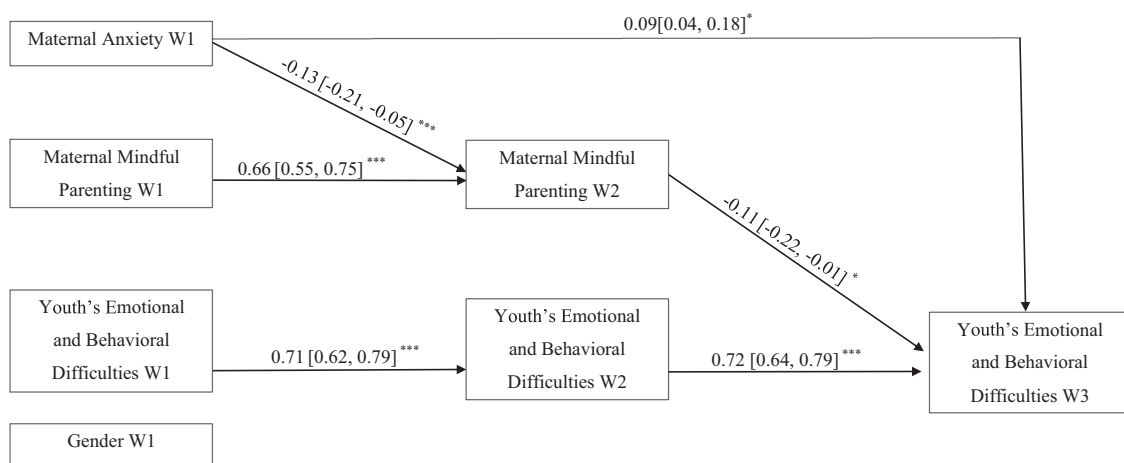 Maternal Anxiety W1
0.09[0.04, 0.18]*
-0.13 [-0.21, -0.05] ***
Maternal Mindful
Parenting W1
0.66 [0.55, 0.75] ***
Maternal Mindful
Parenting W2
-0.11[-0.22, -0.01] *
Youth’s Emotional
and Behavioral
Difficulties W1
0.71 [0.62, 0.79] ***
Youth’s Emotional
and Behavioral
Difficulties W2
0.72 [0.64, 0.79] ***
Youth’s Emotional
and Behavioral
Difficulties W3
Gender W1